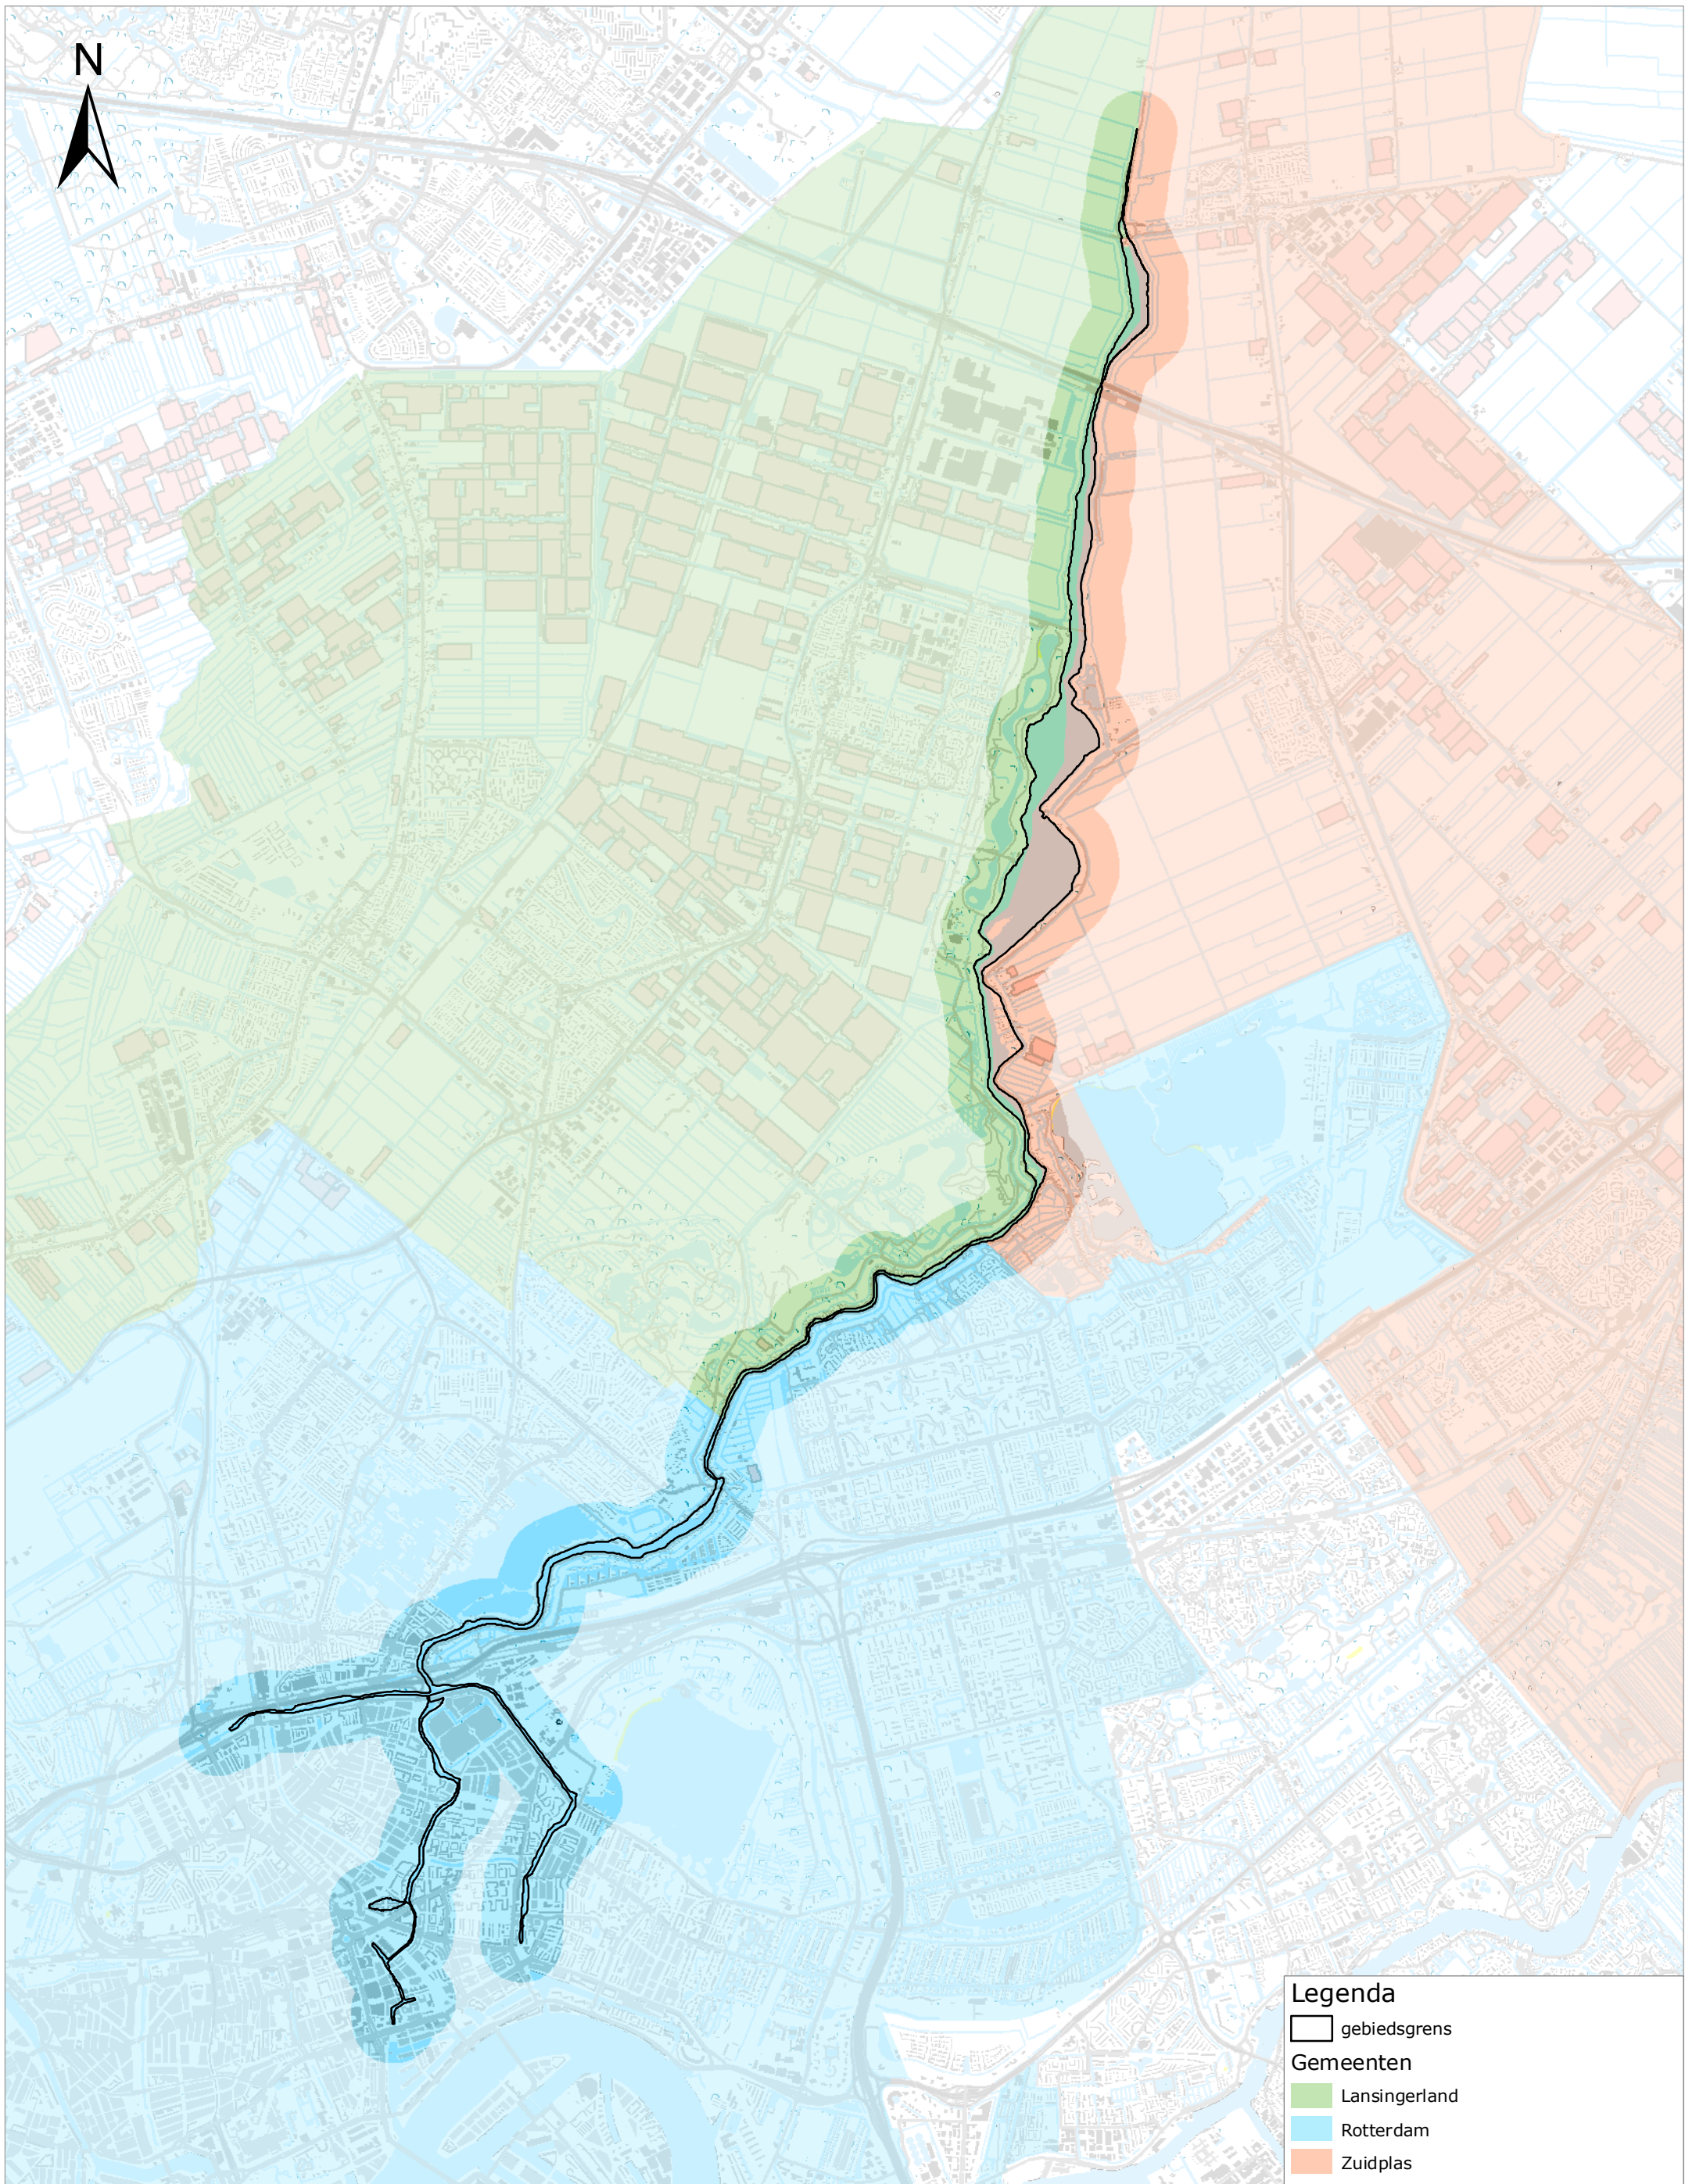 N
Legenda
gebiedsgrens
Gemeenten
Lansingerland
Rotterdam
Zuidplas